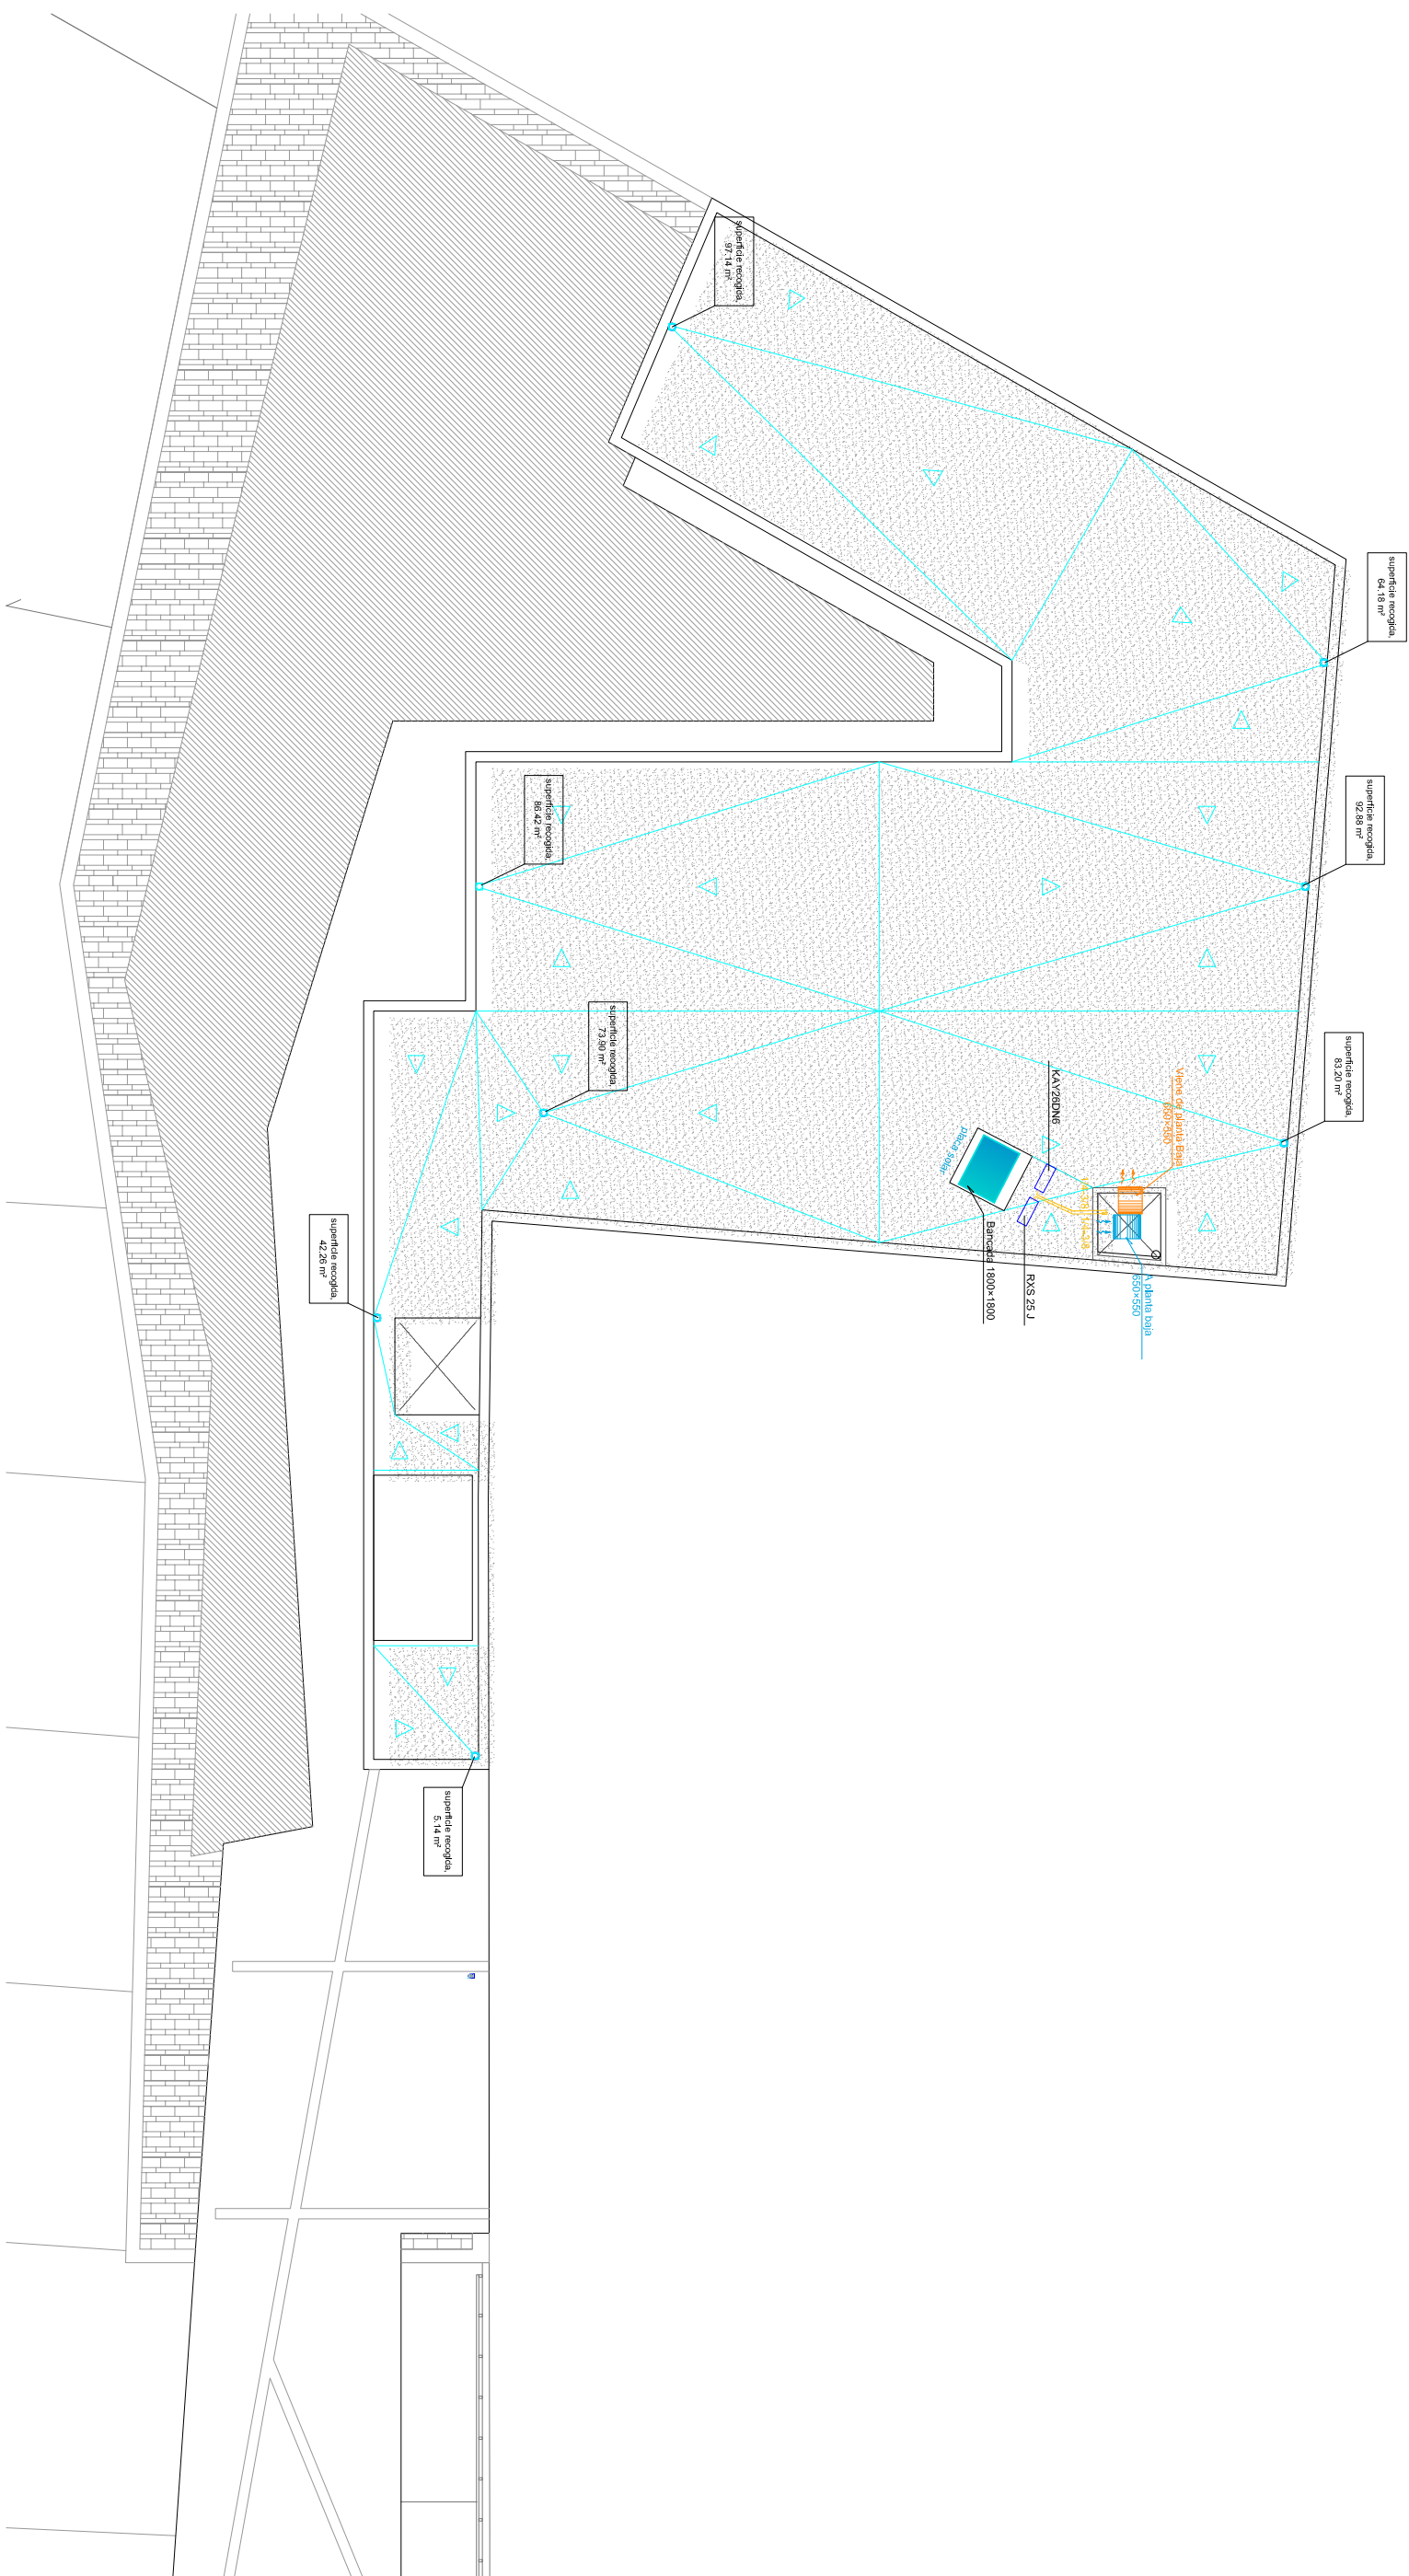 superficie recogida,
97.14 m²
superficie recogida,
64.18 m²
superficie recogida,
92.88 m²
superficie recogida,
86.42 m²
superficie recogida,
73.90 m²
superficie recogida,
83.20 m²
Viene de planta Baja
600×550
KAY26DN6
placa solar
Bancada 1800×1800
RXS 25 J
A planta baja
650×550
superficie recogida,
42.26 m²
superficie recogida,
5.14 m²